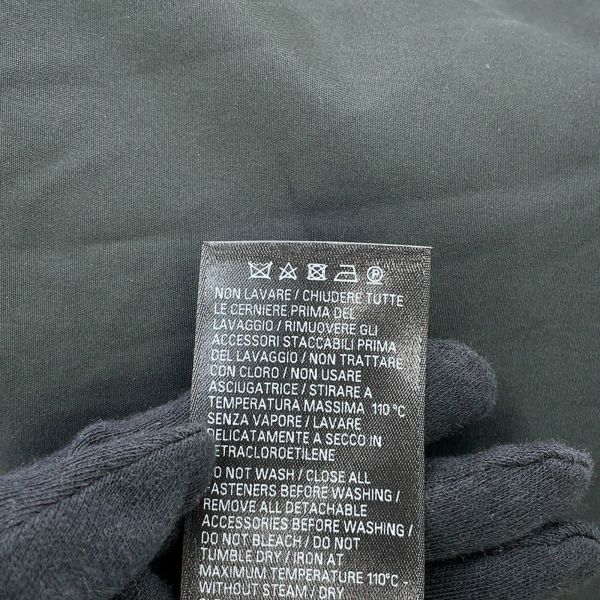 NON LAVARE / CHIUDERE TUTTE
LE CERNIERE PRIMA DEL
LAVAGGIO / RIMUOVERE GLI
ACCESSORI STACCABILI PRIMA
DEL LAVAGGIO / NON TRATTARE
CON CLORO / NON USARE
ASCIUGATRICE / STIRARE A
TEMPERATURA MASSIMA 110°C
SENZA VAPORE / LAVARE
DELICATAMENTE A SECCO IN
TETRACLOROETILENE
DO NOT WASH / CLOSE ALL
FASTENERS BEFORE WASHING /
REMOVE ALL DETACHABLE
ACCESSORIES BEFORE WASHING /
DO NOT BLEACH / DO NOT
TUMBLE DRY / IRON AT
MAXIMUM TEMPERATURE 110°C -
WITHOUT STEAM / DRY